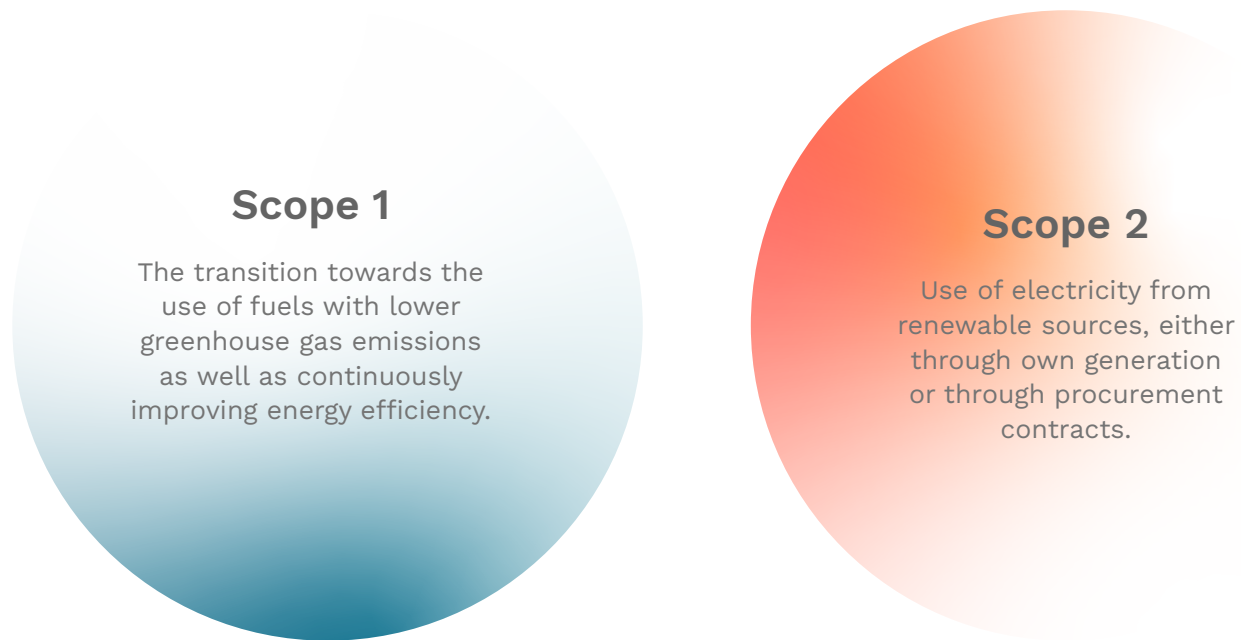 Scope 1
The transition towards the
use of fuels with lower
greenhouse gas emissions
as well as continuously
improving energy efficiency.
Scope 2
Use of electricity from
renewable sources, either
through own generation
or through procurement
contracts.